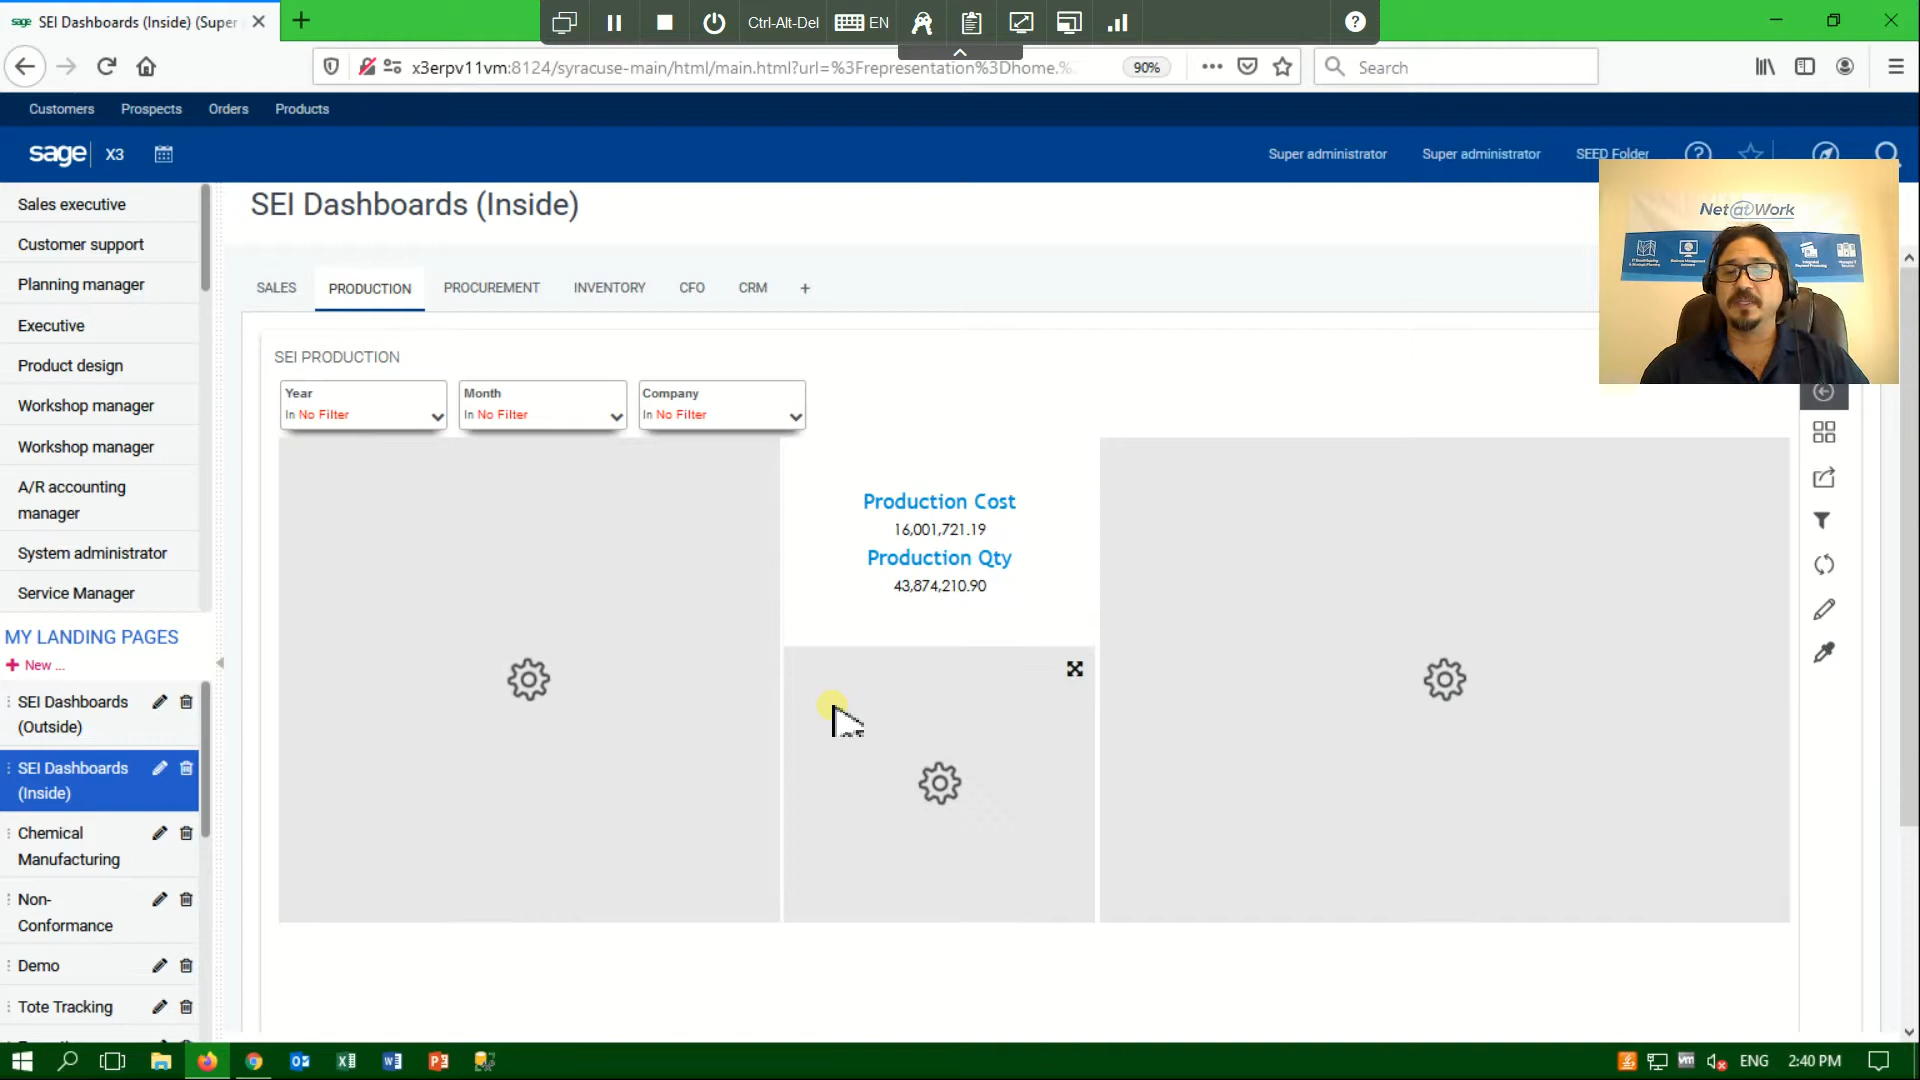 sage SEI Dashboards (Inside) (Super
Ctrl-Alt-Del
EN
x3erpv11vm:8124/syracuse-main/html/main.html?url=%3Frepresentation%3Dhome.%
90%
Search
Customers
Prospects
Orders
Products
sage X3
Super administrator
Super administrator
SEED Folder
Sales executive
Customer support
Planning manager
Executive
Product design
Workshop manager
Workshop manager
A/R accounting
manager
System administrator
Service Manager
MY LANDING PAGES
New ...
SEI Dashboards
(Outside)
SEI Dashboards
(Inside)
Chemical
Manufacturing
Non-
Conformance
Demo
Tote Tracking
SEI Dashboards (Inside)
SALES
PRODUCTION
PROCUREMENT
INVENTORY
CFO
CRM
+
SEI PRODUCTION
Year
In No Filter
Month
In No Filter
Company
In No Filter
Production Cost
16,001,721.19
Production Qty
43,874,210.90
Net@Work
ENG
2:40 PM